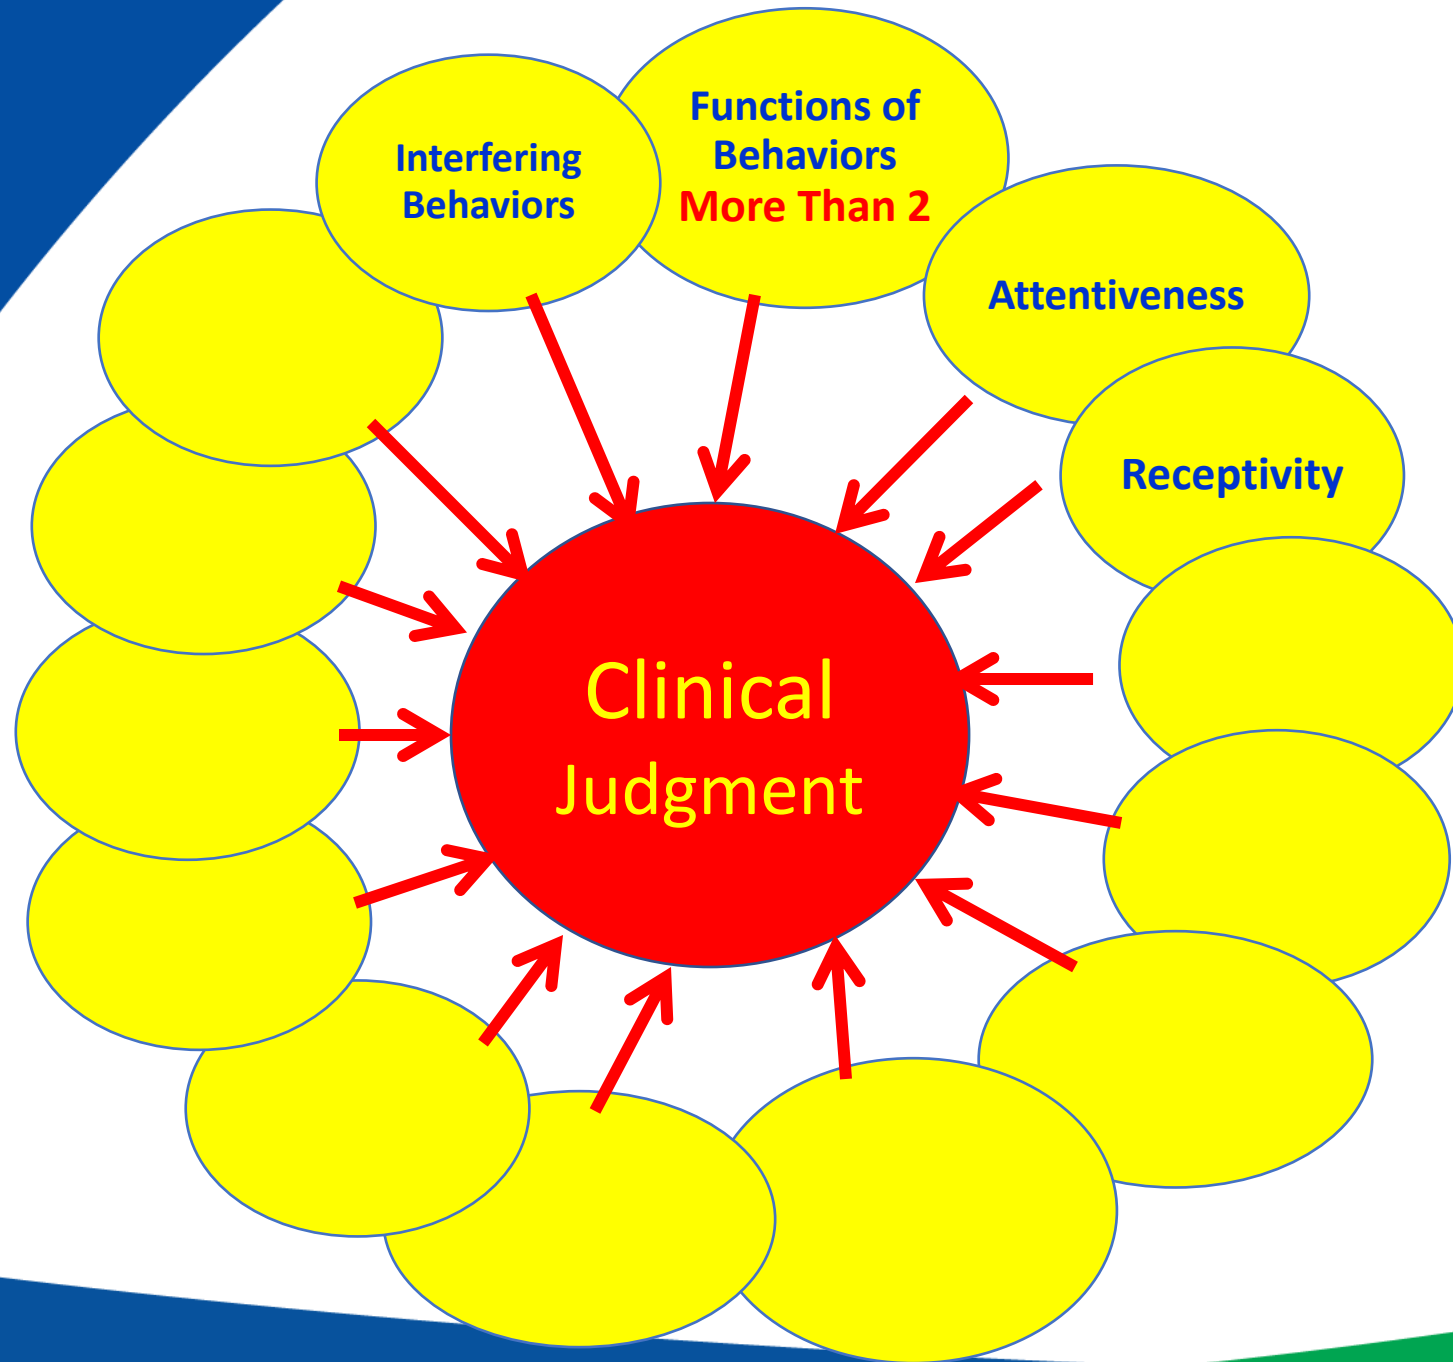 Interfering
Behaviors
Functions of
Behaviors
More Than 2
Attentiveness
Receptivity
Clinical
Judgment